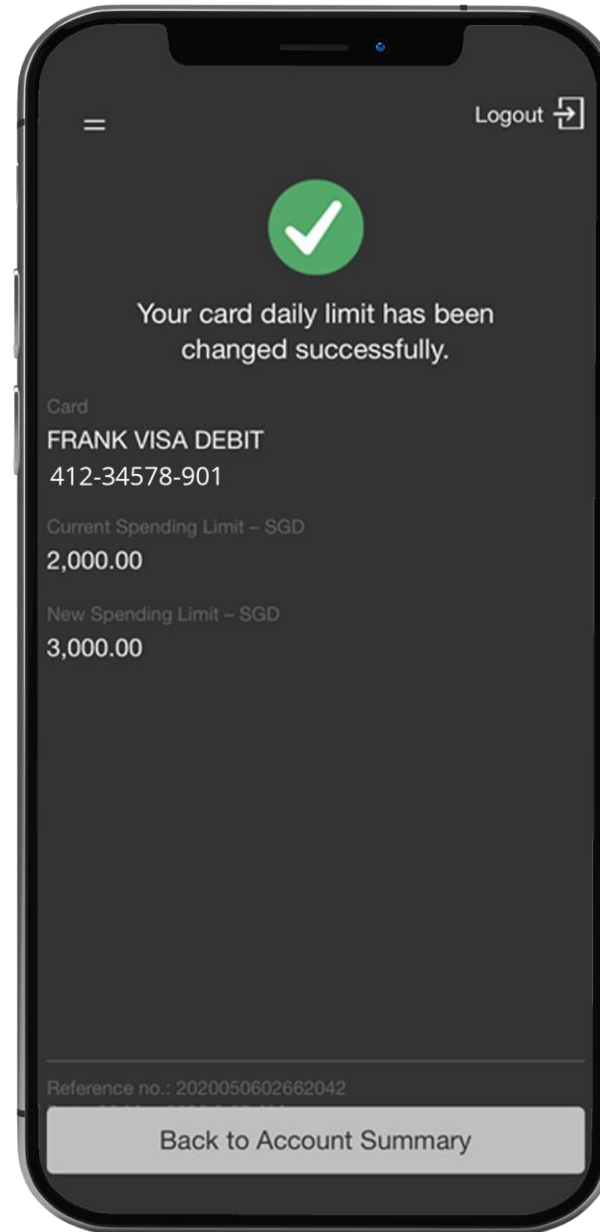 Logout
Your card daily limit has been
changed successfully.
Card
FRANK VISA DEBIT
412-34578-901
Current Spending Limit – SGD
2,000.00
New Spending Limit – SGD
3,000.00
Reference no.: 2020050602662042
Back to Account Summary